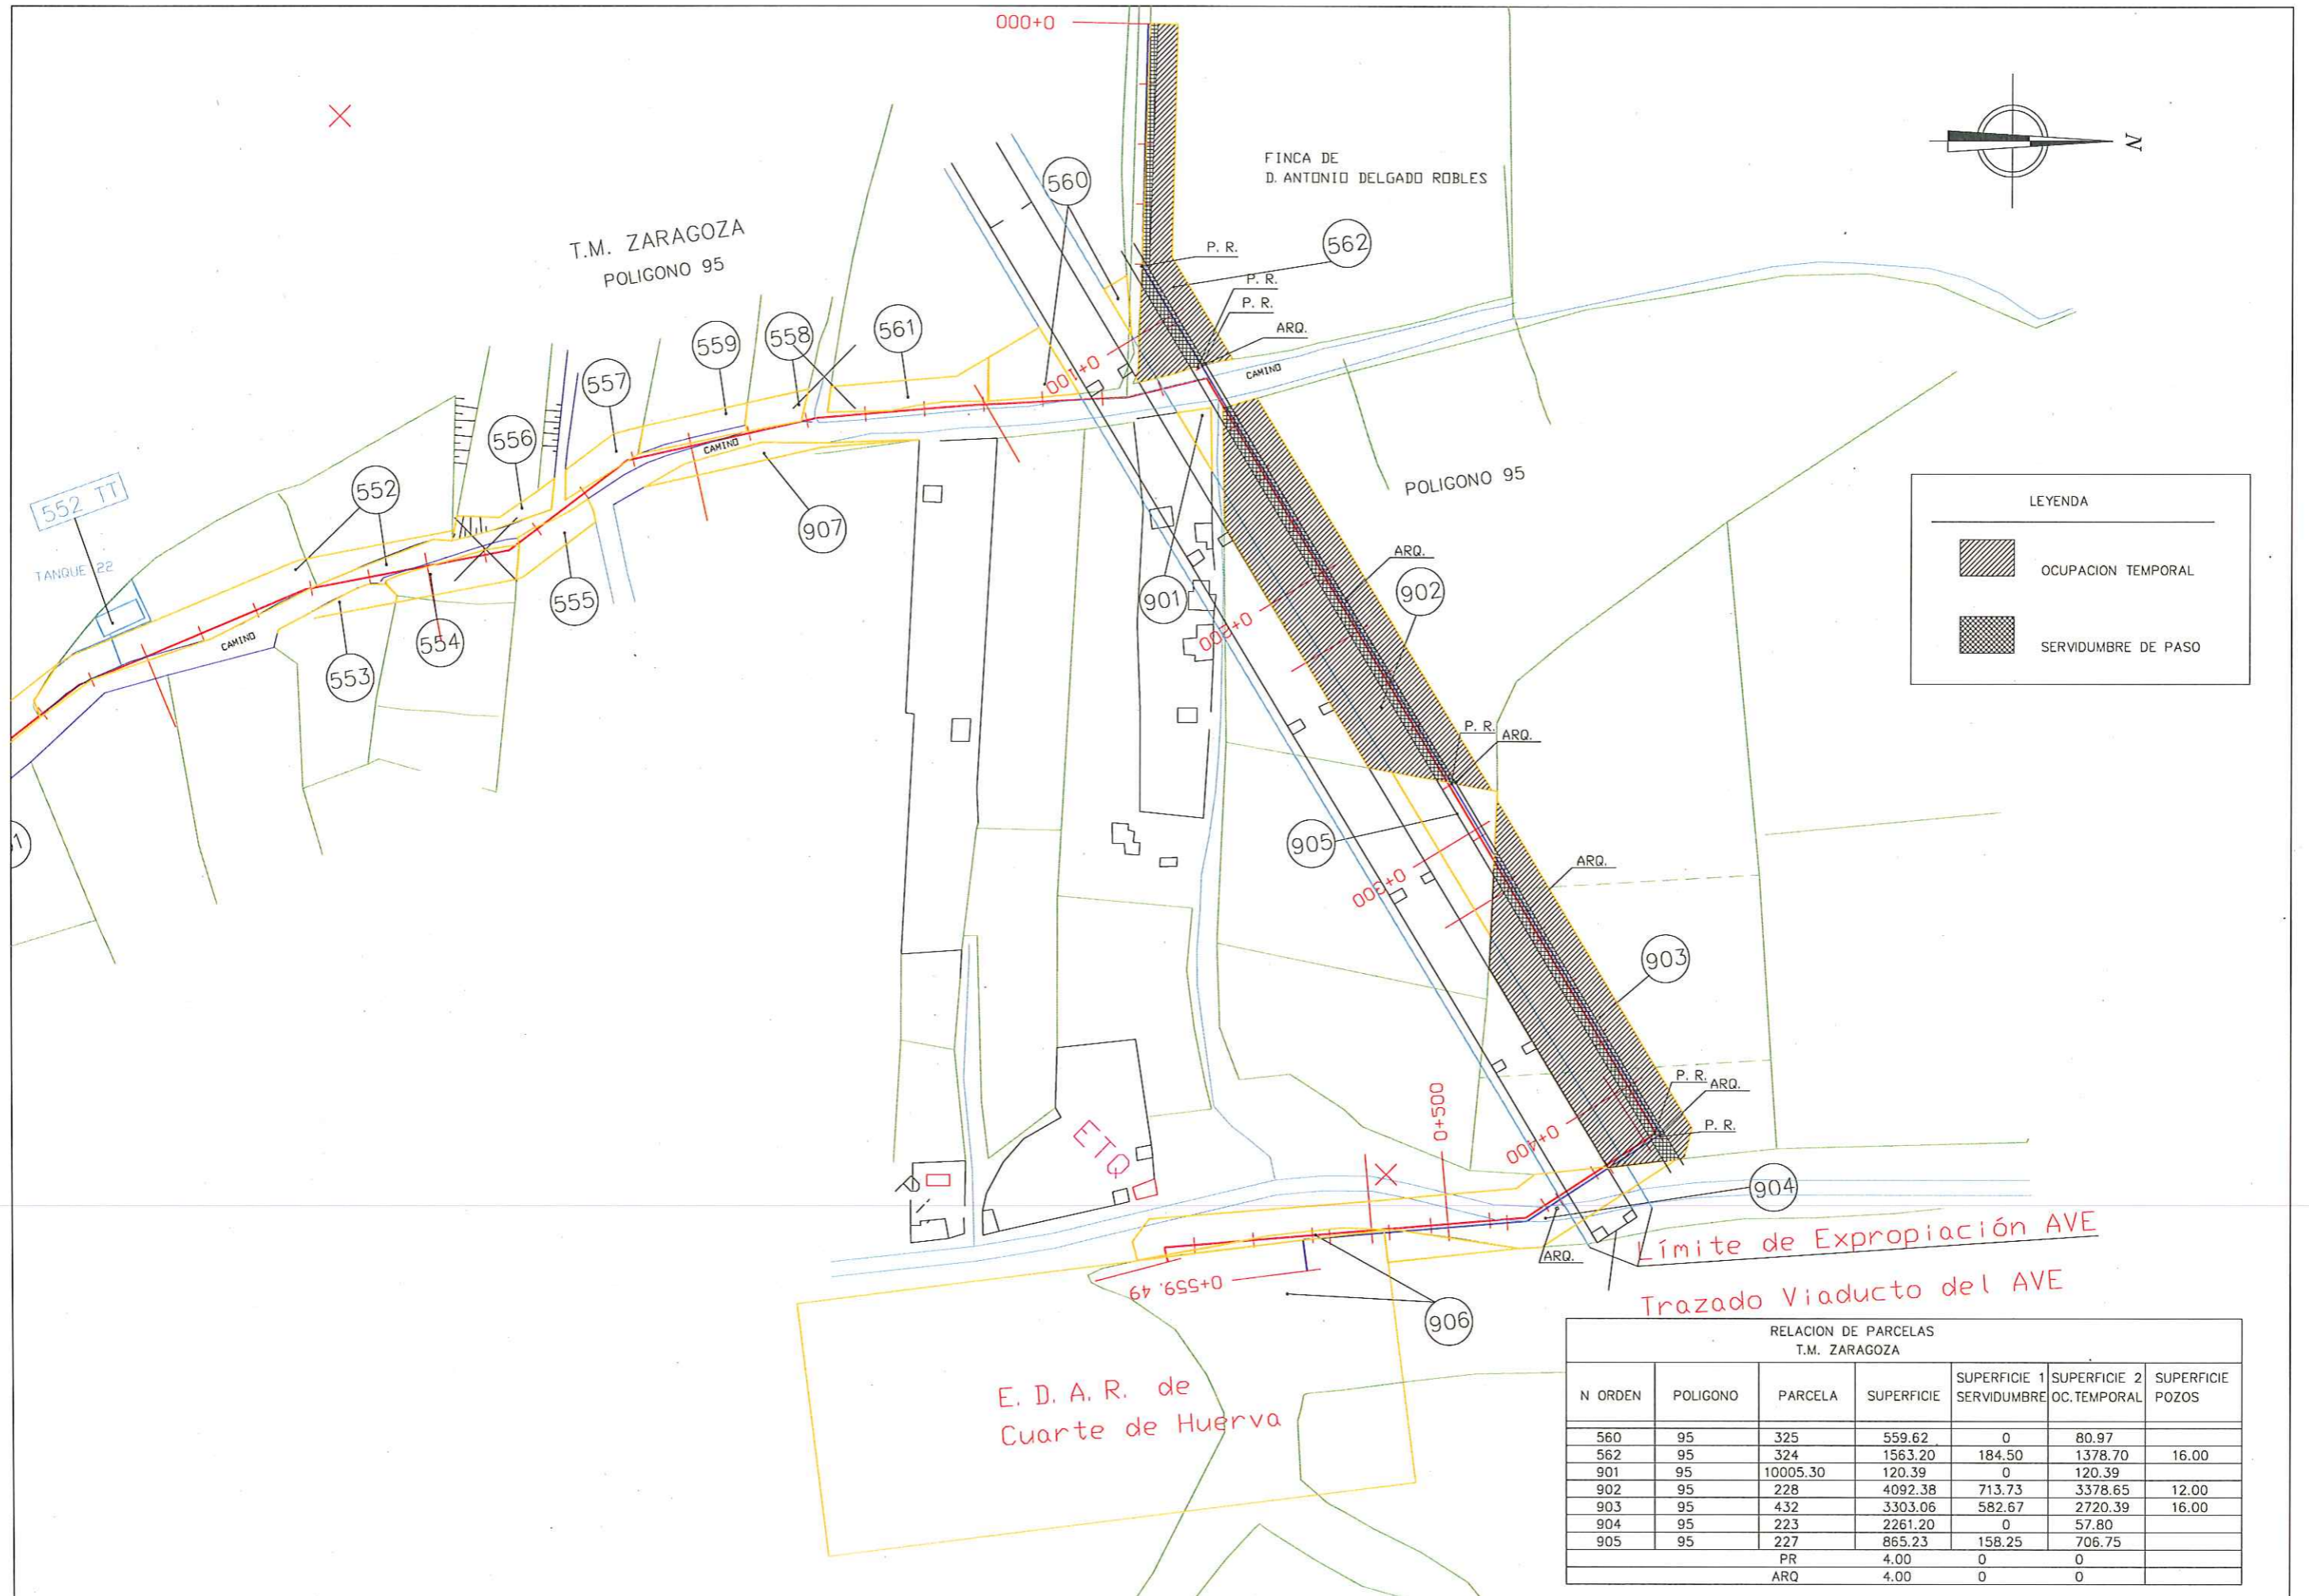 0+000
N
FINCA DE
D. ANTONIO DELGADO ROBLES
560
562
P. R.
P. R.
P. R.
ARQ.
T.M. ZARAGOZA
POLIGONO 95
561
558
559
557
556
552
552 TT
TANQUE 22
0+100
CAMINO
CAMINO
CAMINO
907
555
554
553
POLIGONO 95
901
ARQ.
902
0+200
P. R.
ARQ.
905
0+300
ARQ.
903
LEYENDA
OCUPACION TEMPORAL
SERVIDUMBRE DE PASO
P. R.
ARQ.
P. R.
0+400
0+500
ETQ
904
ARQ.
0+559.49
906
Límite de Expropiación AVE
Trazado Viaducto del AVE
E. D. A. R. de
Cuarte de Huerva
RELACION DE PARCELAS
T.M. ZARAGOZA
N ORDEN POLIGONO PARCELA SUPERFICIE SUPERFICIE 1 SERVIDUMBRE SUPERFICIE 2 OC.TEMPORAL SUPERFICIE POZOS
560 95 325 559.62 0 80.97
562 95 324 1563.20 184.50 1378.70 16.00
901 95 10005.30 120.39 0 120.39
902 95 228 4092.38 713.73 3378.65 12.00
903 95 432 3303.06 582.67 2720.39 16.00
904 95 223 2261.20 0 57.80
905 95 227 865.23 158.25 706.75
PR 4.00 0 0
ARQ 4.00 0 0